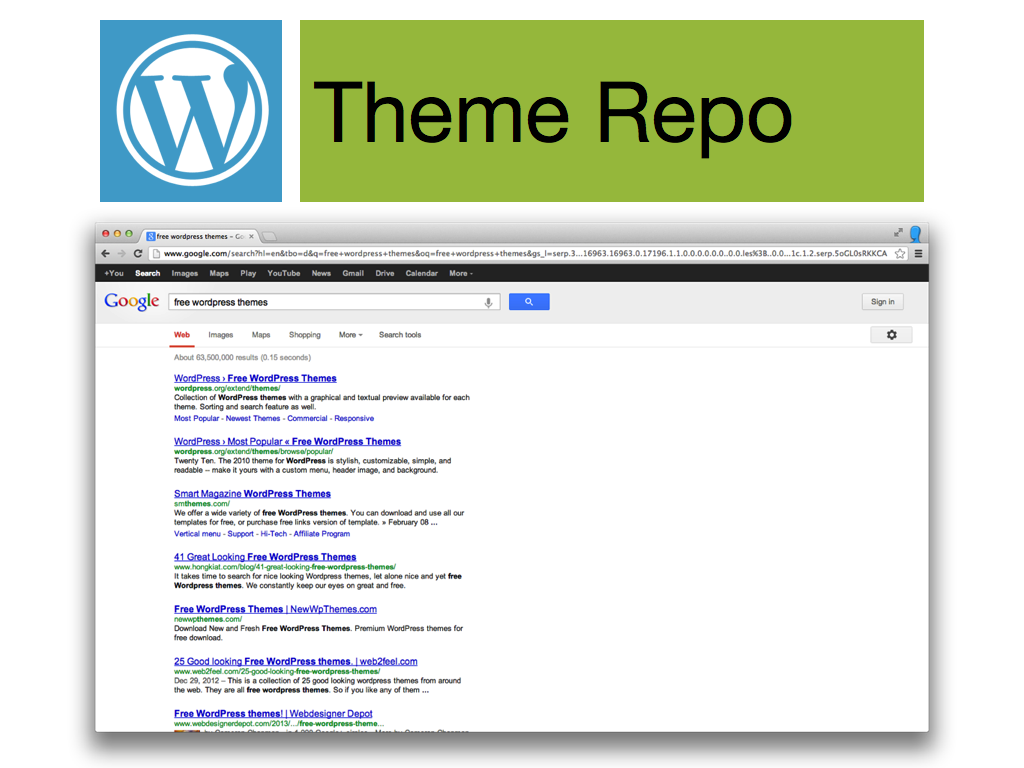 Theme Repo
free wordpress themes - Go
www.google.com/search?hl=en&tbo=d&q=free+wordpress+themes&oq=free+wordpress+themes&gs_l=serp.3...16963.16963.0.17196.1.1.0.0.0.0.0.0..0.0.les%3B..0.0...1c.1.2.serp.5oGL0sRKKCA
+You Search Images Maps Play YouTube News Gmail Drive Calendar More
Google free wordpress themes Sign in
Web Images Maps Shopping More Search tools
About 63,500,000 results (0.15 seconds)
WordPress › Free WordPress Themes
wordpress.org/extend/themes/
Collection of WordPress themes with a graphical and textual preview available for each
theme. Sorting and search feature as well.
Most Popular - Newest Themes - Commercial - Responsive
WordPress › Most Popular « Free WordPress Themes
wordpress.org/extend/themes/browse/popular/
Twenty Ten. The 2010 theme for WordPress is stylish, customizable, simple, and
readable – make it yours with a custom menu, header image, and background.
Smart Magazine WordPress Themes
smthemes.com/
We offer a wide variety of free WordPress themes. You can download and use all our
templates for free, or purchase free links version of template. » February 08 ...
Vertical menu - Support - Hi-Tech - Affiliate Program
41 Great Looking Free WordPress Themes
www.hongkiat.com/blog/41-great-looking-free-wordpress-themes/
It takes time to search for nice looking Wordpress themes, let alone nice and yet free
Wordpress themes. We constantly keep our eyes on great and free.
Free WordPress Themes | NewWpThemes.com
newwpthemes.com/
Download New and Fresh Free WordPress Themes. Premium WordPress themes for
free download.
25 Good looking Free WordPress themes. | web2feel.com
www.web2feel.com/25-good-looking-free-wordpress-themes/
Dec 29, 2012 – This is a collection of 25 good looking wordpress themes from around
the web. They are all free wordpress themes. So if you like any of them ...
Free WordPress themes! | Webdesigner Depot
www.webdesignerdepot.com/2013/.../free-wordpress-theme...